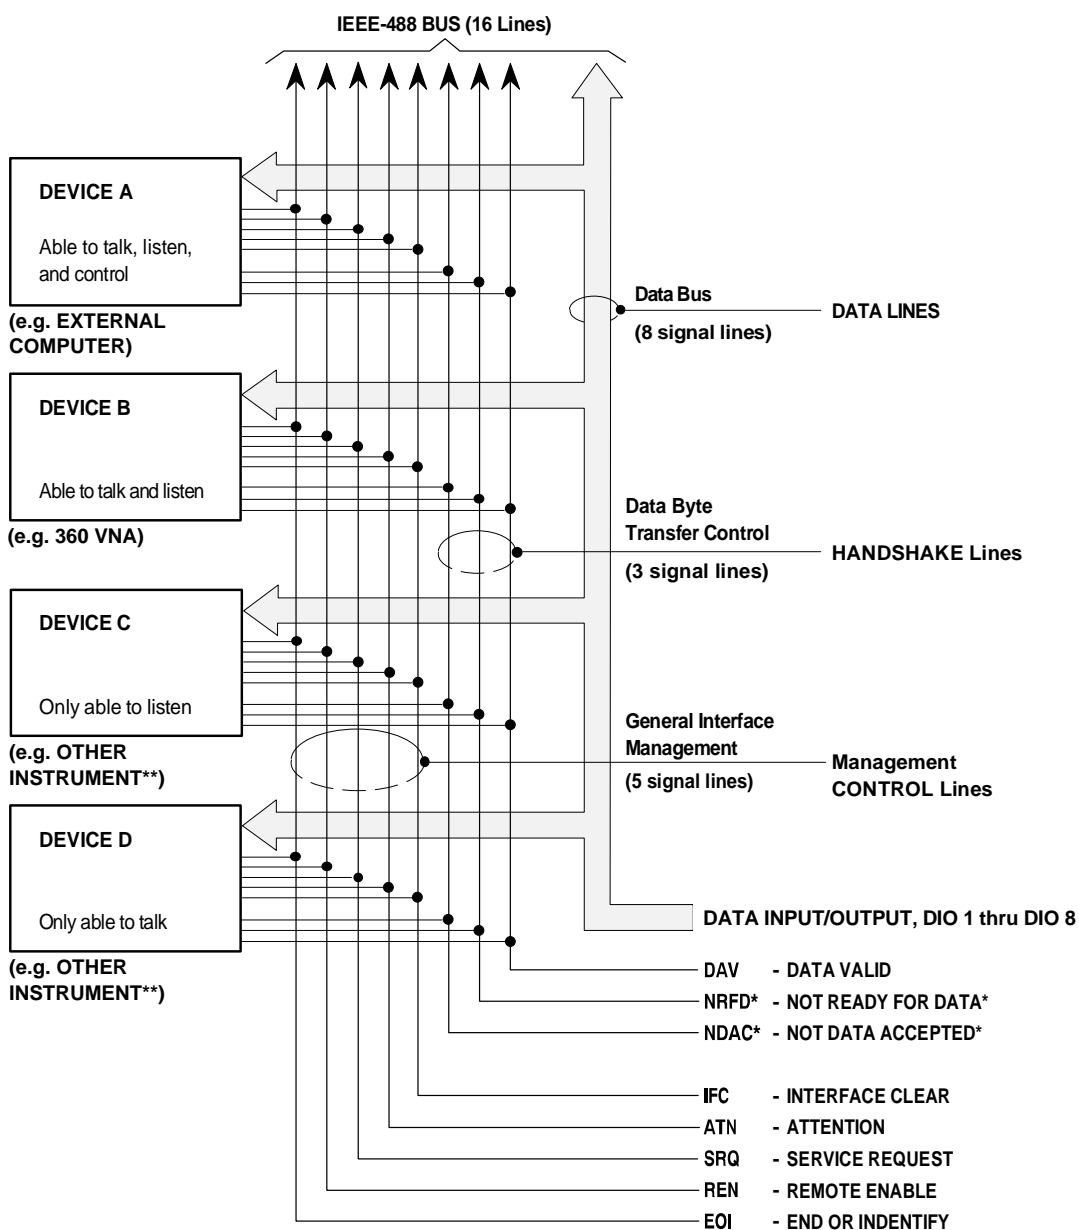 IEEE-488 BUS (16 Lines)
DEVICE A
Able to talk, listen,
and control
(e.g. EXTERNAL
COMPUTER)
Data Bus
(8 signal lines)
DATA LINES
DEVICE B
Able to talk and listen
(e.g. 360 VNA)
Data Byte
Transfer Control
(3 signal lines)
HANDSHAKE Lines
DEVICE C
Only able to listen
(e.g. OTHER
INSTRUMENT**)
General Interface
Management
(5 signal lines)
Management
CONTROL Lines
DEVICE D
Only able to talk
(e.g. OTHER
INSTRUMENT**)
DATA INPUT/OUTPUT, DIO 1 thru DIO 8
DAV - DATA VALID
NRFD* - NOT READY FOR DATA*
NDAC* - NOT DATA ACCEPTED*
IFC - INTERFACE CLEAR
ATN - ATTENTION
SRQ - SERVICE REQUEST
REN - REMOTE ENABLE
EOI - END OR INDENTIFY